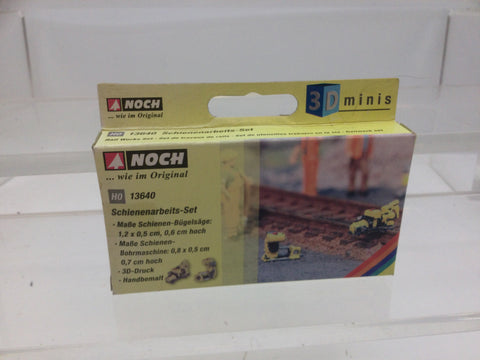 NOCH
... wie im Original
3D minis
H0 13640 Schienenarbeits-Set
NOCH
... wie im Original
H0 13640
Schienenarbeits-Set
· Maße Schienen-Bügelsäge:
1,2 x 0,5 cm, 0,6 cm hoch
· Maße Schienen-
Bohrmaschine: 0,8 x 0,5 cm
0,7 cm hoch
· 3D-Druck
· Handbemalt